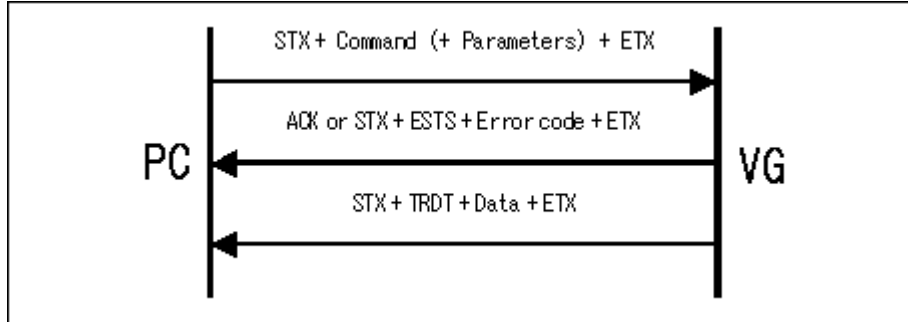 STX + Command (+ Parameters) + ETX
ACK or STX + ESTS + Error code + ETX
PC
VG
STX + TRDT + Data + ETX